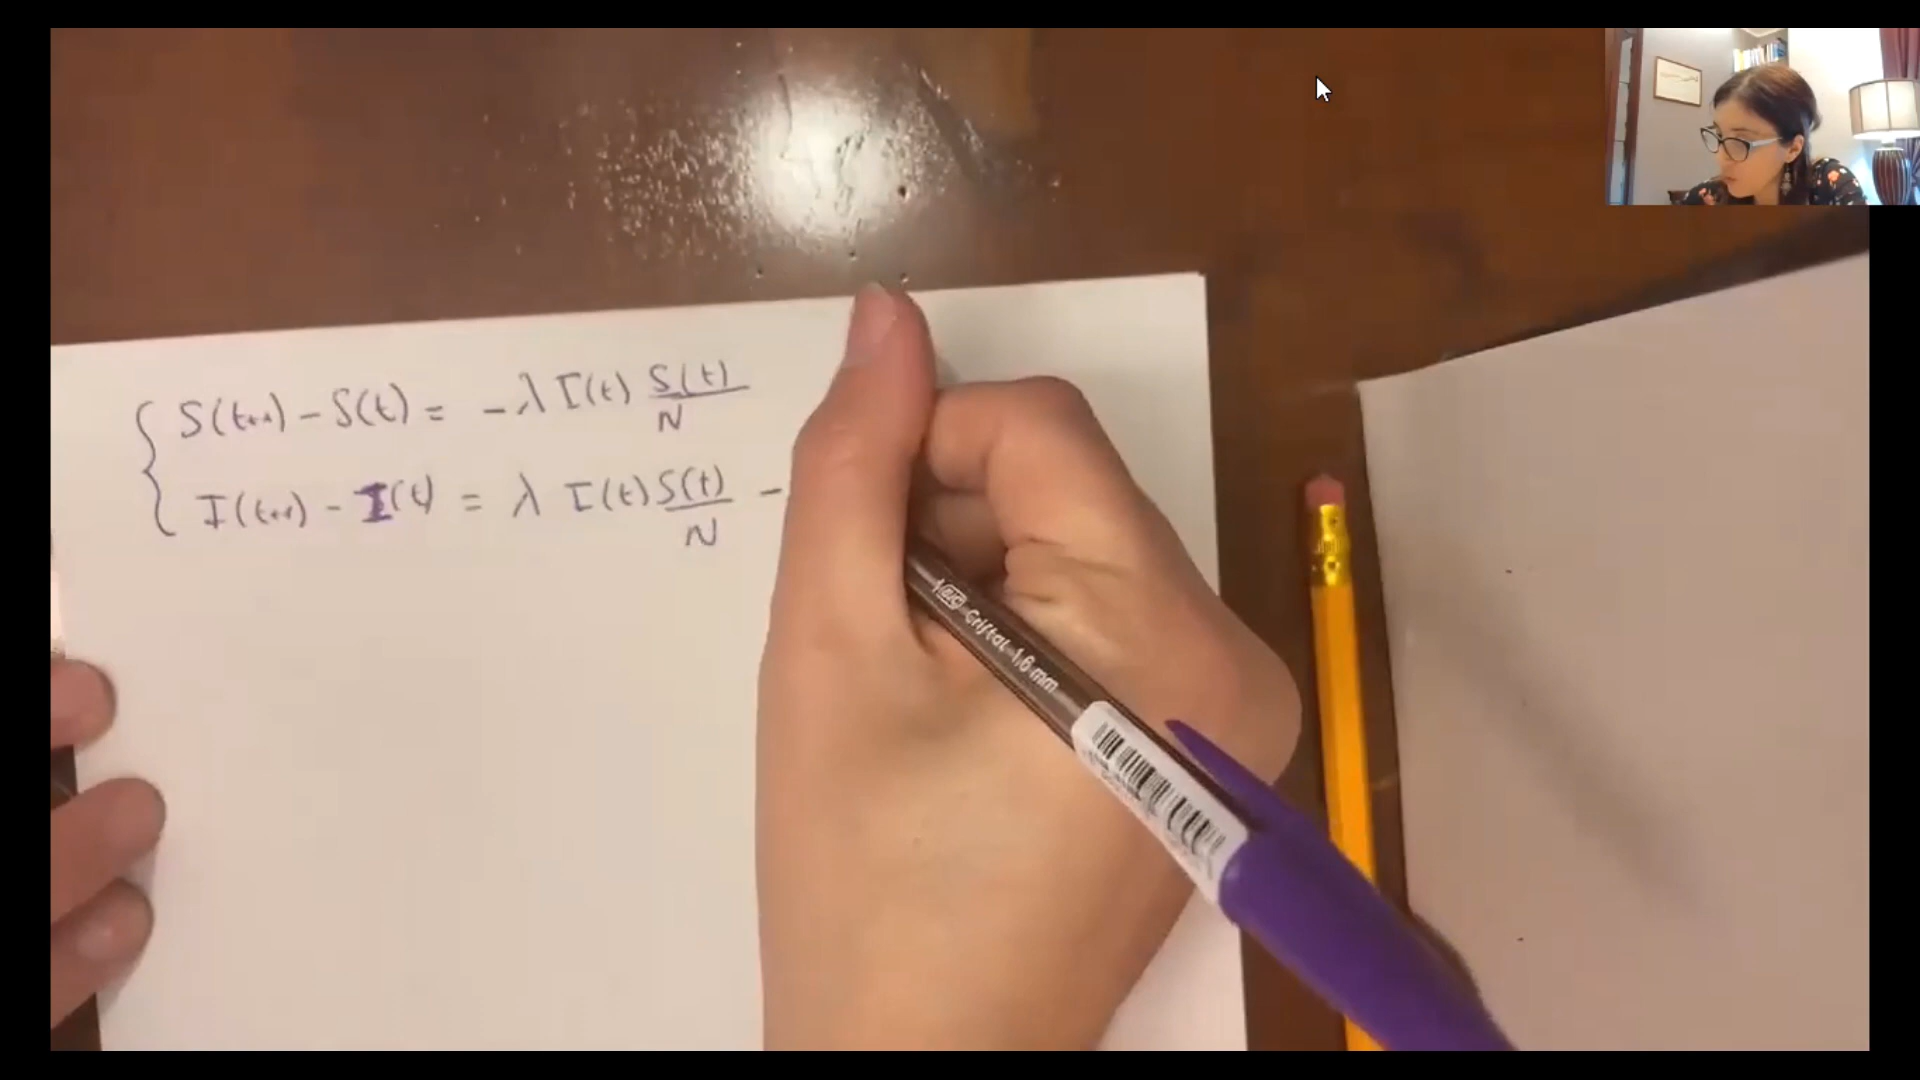 S(t+1) - S(t) = - λ I(t) S(t)/N
I(t+1) - I(t) = λ I(t) S(t)/N -
BIC Cristal 1,6 mm